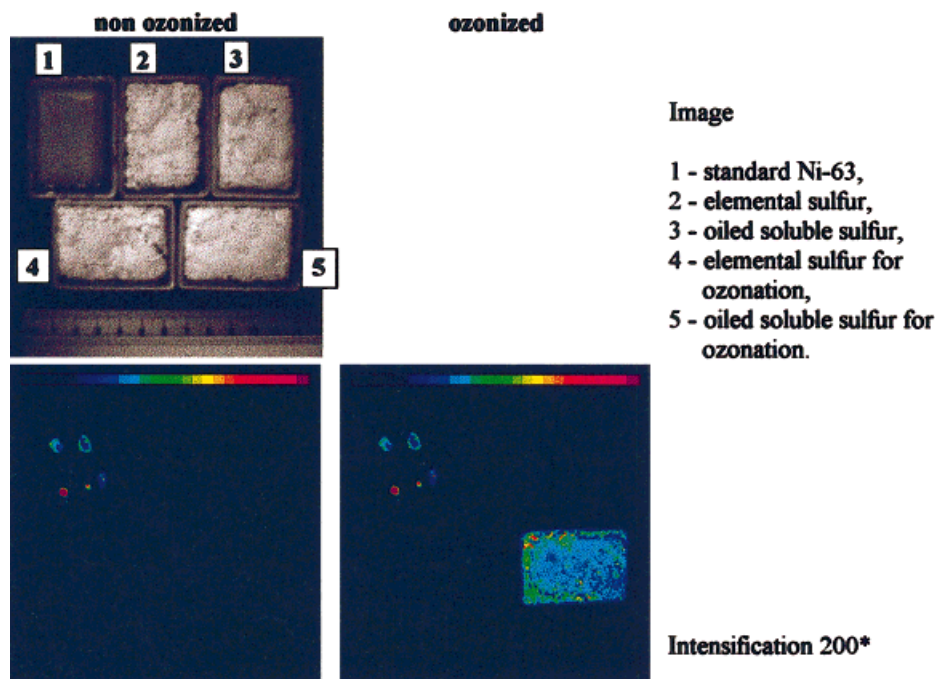 non ozonized
ozonized
1
2
3
4
5
Image
1 - standard Ni-63,
2 - elemental sulfur,
3 - oiled soluble sulfur,
4 - elemental sulfur for
ozonation,
5 - oiled soluble sulfur for
ozonation.
Intensification 200*